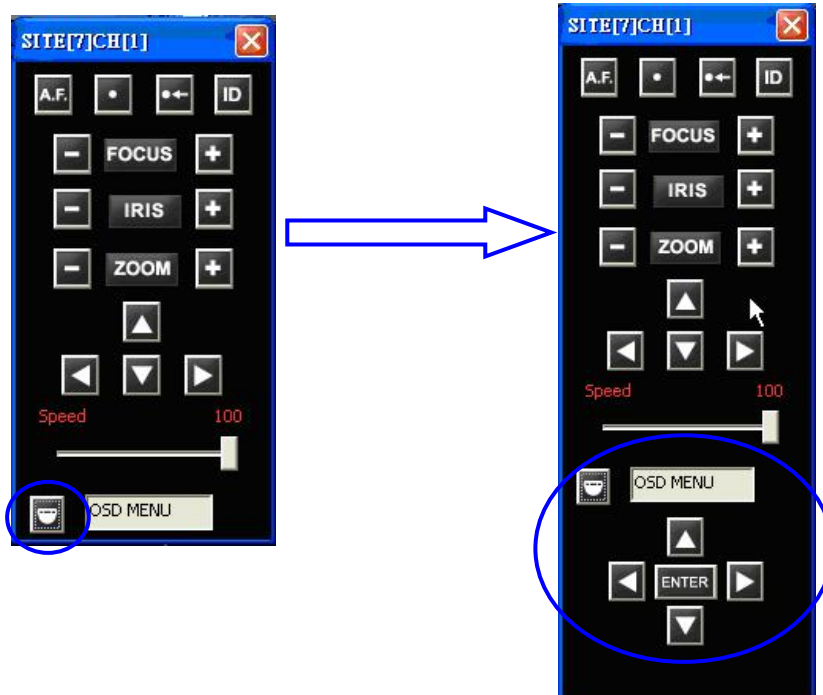 SITE[7]CH[1]
A.F. ID
- FOCUS +
- IRIS +
- ZOOM +
Speed 100
OSD MENU
SITE[7]CH[1]
A.F. ID
- FOCUS +
- IRIS +
- ZOOM +
Speed 100
OSD MENU
ENTER